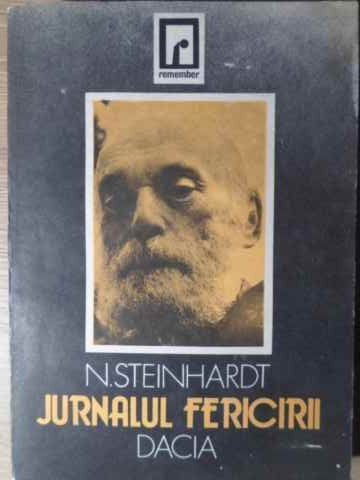 remember
N.STEINHARDT
JURNALUL FERICIRII
DACIA